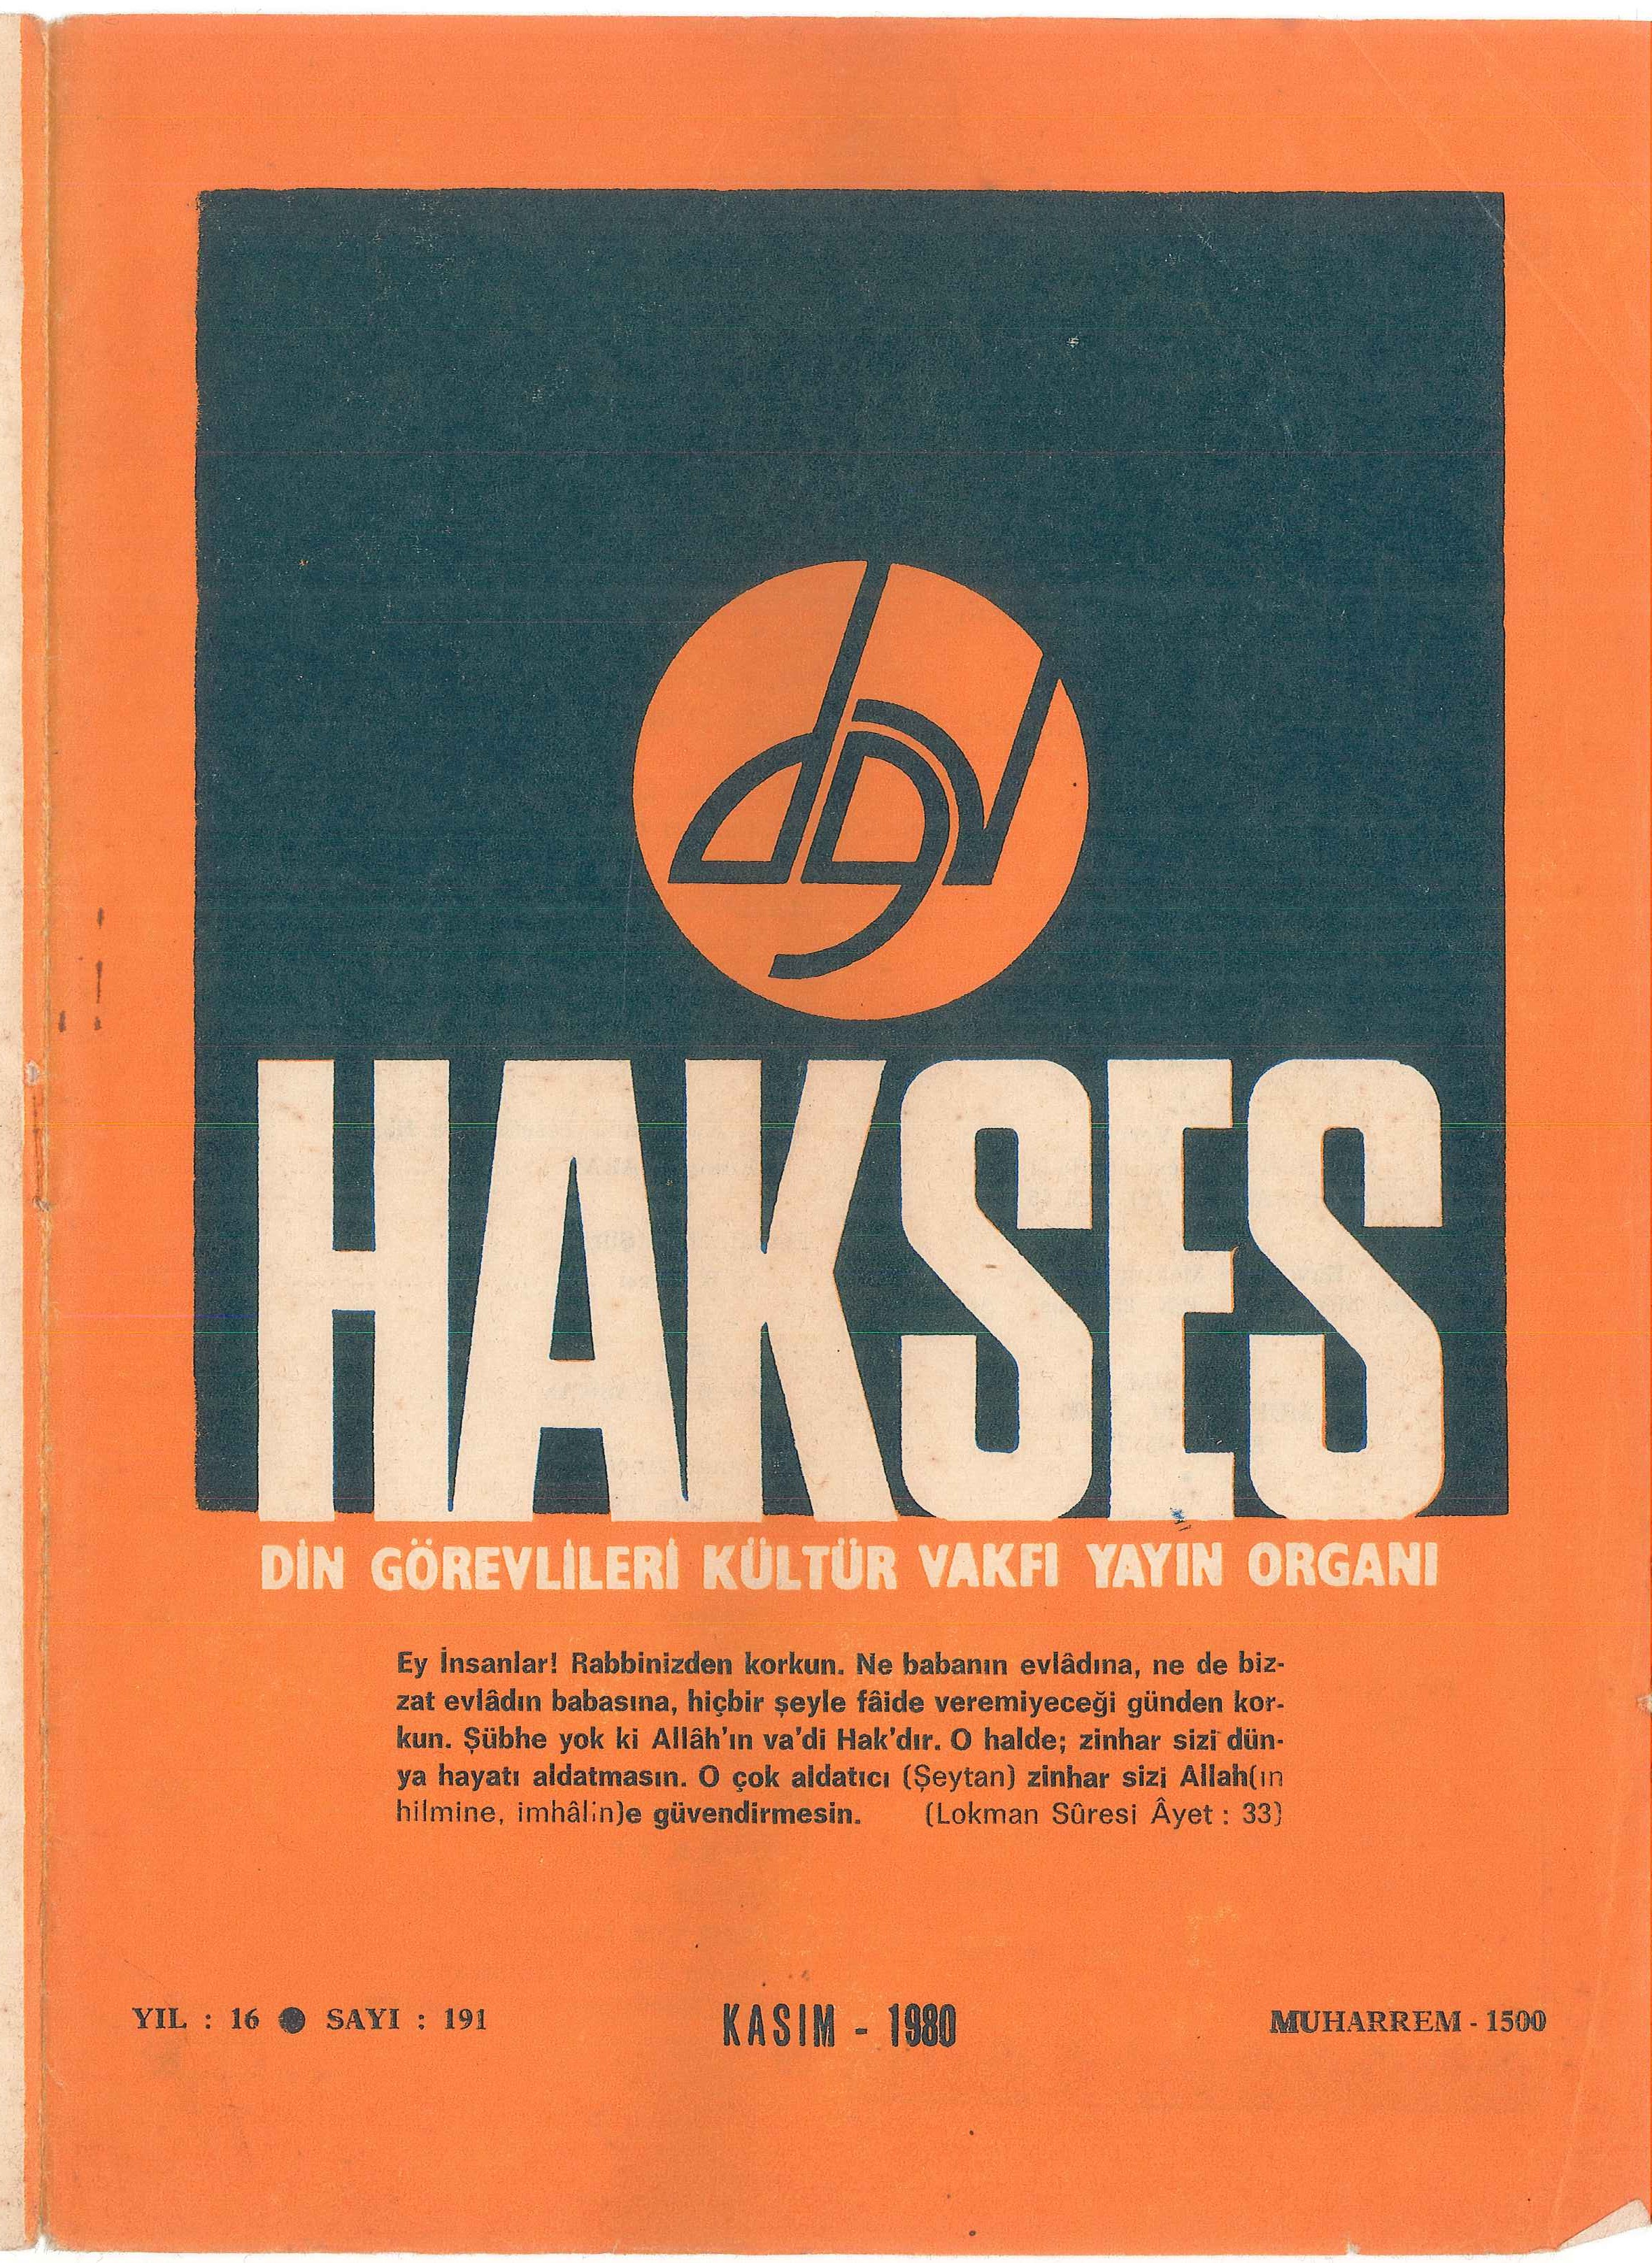 dgv
HAKSES
DİN GÖREVLİLERİ KÜLTÜR VAKFI YAYIN ORGANI
Ey İnsanlar! Rabbinizden korkun. Ne babanın evlâdına, ne de biz-
zat evlâdın babasına, hiçbir şeyle fâide veremiyeceği günden kor-
kun. Şübhe yok ki Allâh'ın va'di Hak'dır. O halde; zinhar sizi dün-
ya hayatı aldatmasın. O çok aldatıcı (Şeytan) zinhar sizi Allah(ın
hilmine, imhâlin)e güvendirmesin. (Lokman Sûresi Âyet : 33)
YIL : 16 ● SAYI : 191 KASIM - 1980 MUHARREM - 1500